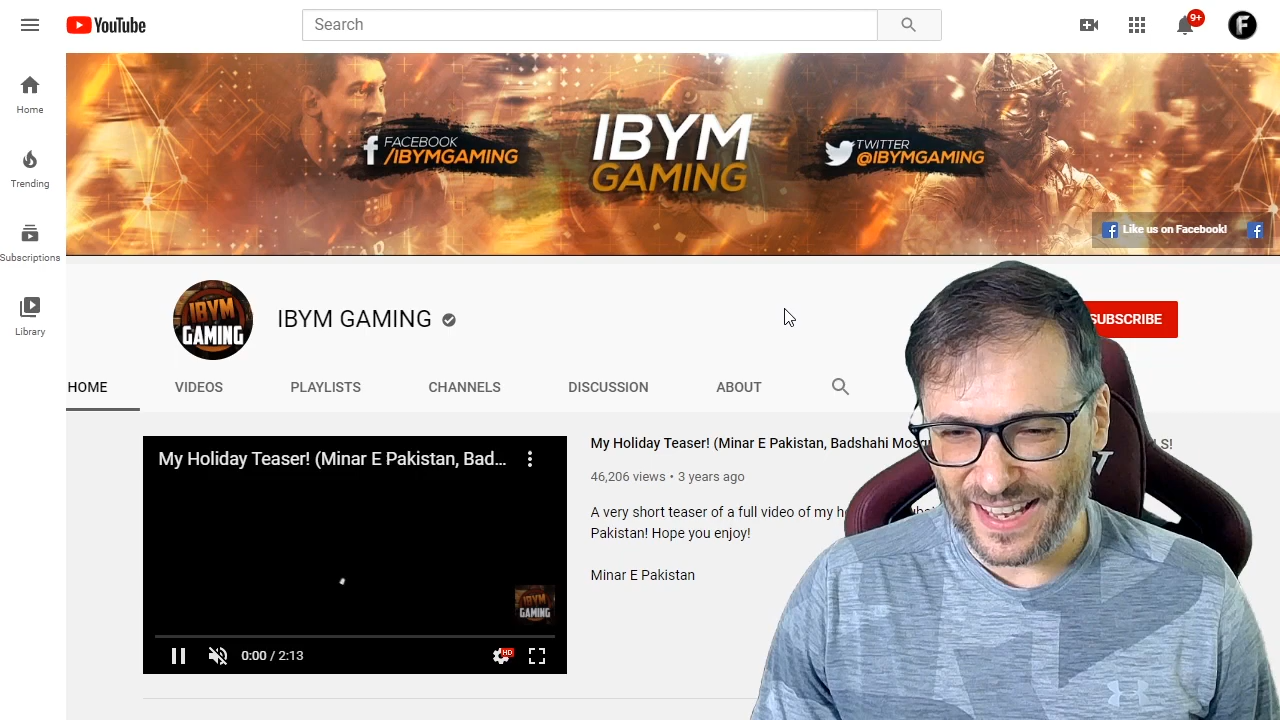 YouTube
Search
9+
F
Home
Trending
Subscriptions
Library
FACEBOOK
/IBYMGAMING
IBYM
GAMING
TWITTER
@IBYMGAMING
Like us on Facebook!
IBYM
GAMING
IBYM GAMING
SUBSCRIBE
HOME
VIDEOS
PLAYLISTS
CHANNELS
DISCUSSION
ABOUT
My Holiday Teaser! (Minar E Pakistan, Bad...
IBYM
GAMING
0:00 / 2:13
HD
My Holiday Teaser! (Minar E Pakistan, Badshahi
46,206 views • 3 years ago
A very short teaser of a full video of my
Pakistan! Hope you enjoy!
Minar E Pakistan